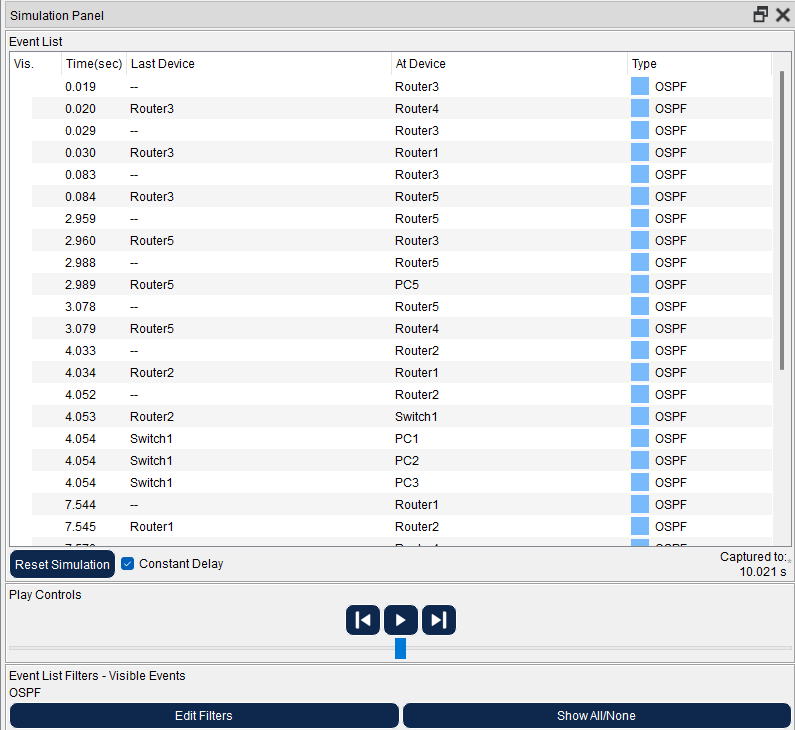 Simulation Panel
Event List
Vis. Time(sec) Last Device At Device Type
0.019 -- Router3 OSPF
0.020 Router3 Router4 OSPF
0.029 -- Router3 OSPF
0.030 Router3 Router1 OSPF
0.083 -- Router3 OSPF
0.084 Router3 Router5 OSPF
2.959 -- Router5 OSPF
2.960 Router5 Router3 OSPF
2.988 -- Router5 OSPF
2.989 Router5 PC5 OSPF
3.078 -- Router5 OSPF
3.079 Router5 Router4 OSPF
4.033 -- Router2 OSPF
4.034 Router2 Router1 OSPF
4.052 -- Router2 OSPF
4.053 Router2 Switch1 OSPF
4.054 Switch1 PC1 OSPF
4.054 Switch1 PC2 OSPF
4.054 Switch1 PC3 OSPF
7.544 -- Router1 OSPF
7.545 Router1 Router2 OSPF
Reset Simulation Constant Delay Captured to:
10.021 s
Play Controls
Event List Filters - Visible Events
OSPF
Edit Filters Show All/None